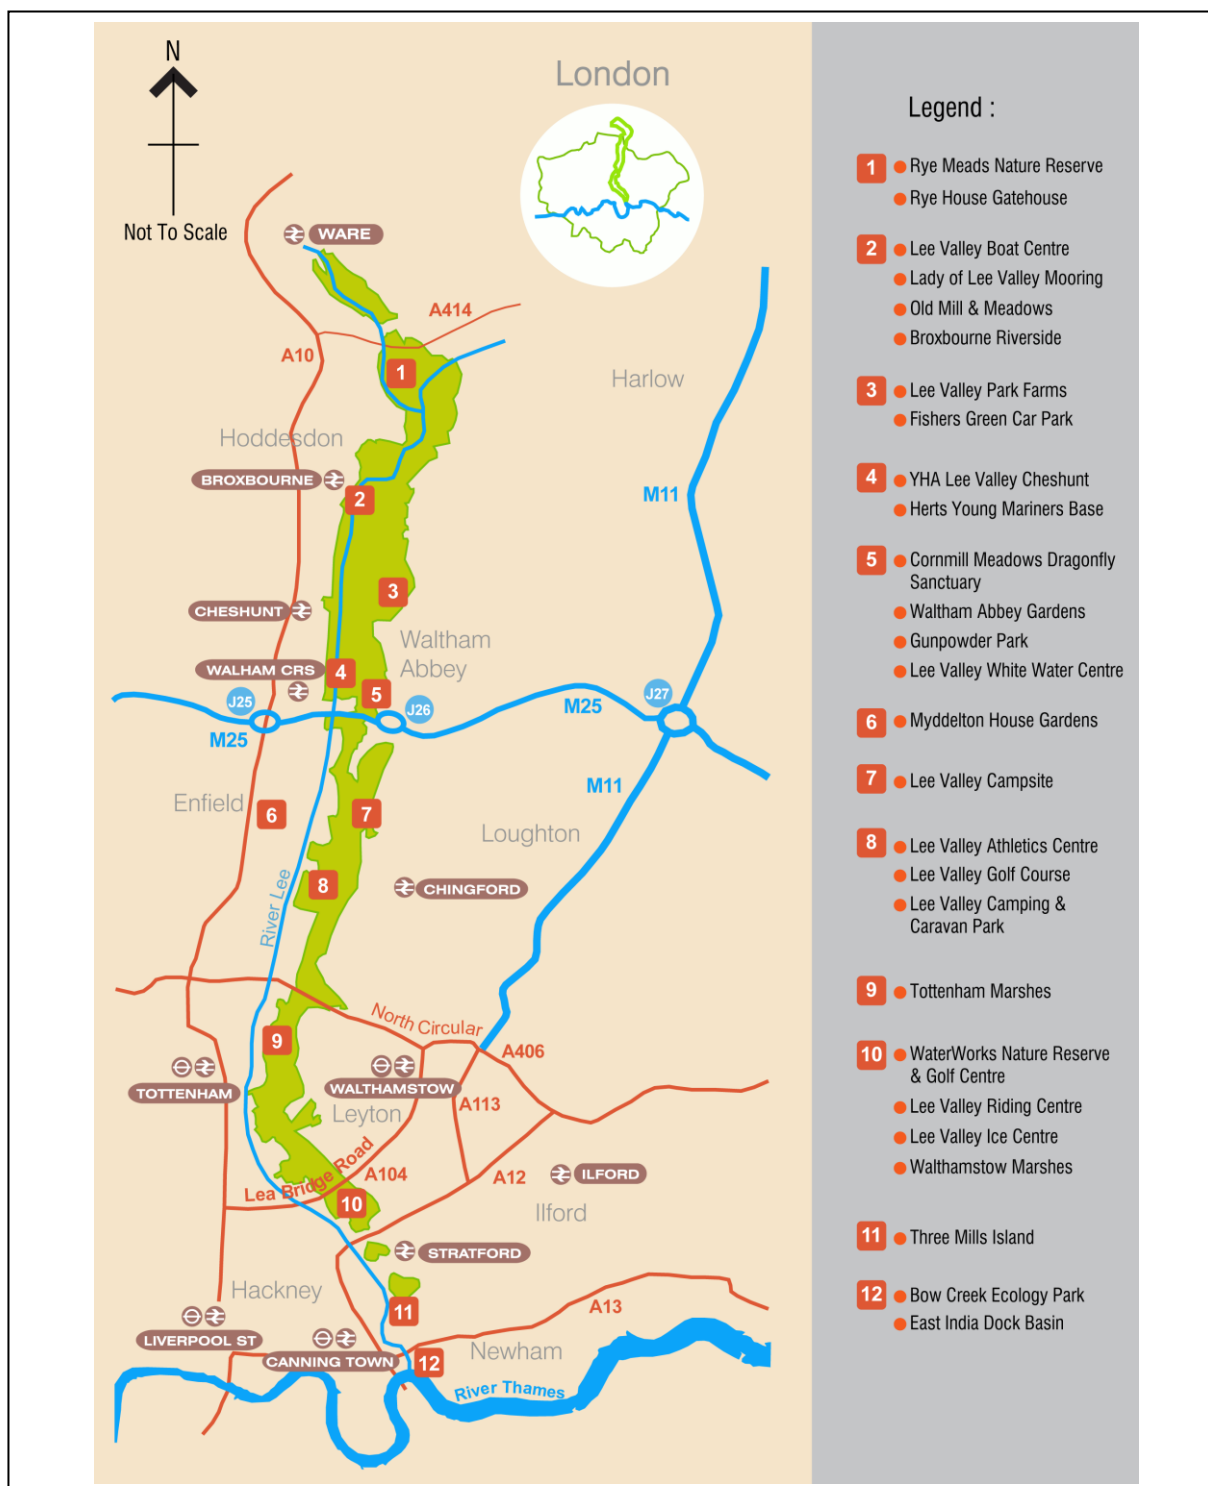 N
Not To Scale
London
WARE
A414
A10
Harlow
Hoddesdon
BROXBOURNE
M11
1
2
3
CHESHUNT
Waltham
Abbey
WALHAM CRS
4
5
J25
J26
J27
M25
M25
M11
Enfield
6
7
Loughton
8
CHINGFORD
River Lee
North Circular
9
A406
TOTTENHAM
WALTHAMSTOW
A113
Leyton
Lea Bridge Road
A104
A12
ILFORD
10
Ilford
STRATFORD
Hackney
11
A13
LIVERPOOL ST
CANNING TOWN
12
Newham
River Thames
Legend :
1 Rye Meads Nature Reserve
Rye House Gatehouse
2 Lee Valley Boat Centre
Lady of Lee Valley Mooring
Old Mill & Meadows
Broxbourne Riverside
3 Lee Valley Park Farms
Fishers Green Car Park
4 YHA Lee Valley Cheshunt
Herts Young Mariners Base
5 Cornmill Meadows Dragonfly
Sanctuary
Waltham Abbey Gardens
Gunpowder Park
Lee Valley White Water Centre
6 Myddelton House Gardens
7 Lee Valley Campsite
8 Lee Valley Athletics Centre
Lee Valley Golf Course
Lee Valley Camping &
Caravan Park
9 Tottenham Marshes
10 WaterWorks Nature Reserve
& Golf Centre
Lee Valley Riding Centre
Lee Valley Ice Centre
Walthamstow Marshes
11 Three Mills Island
12 Bow Creek Ecology Park
East India Dock Basin